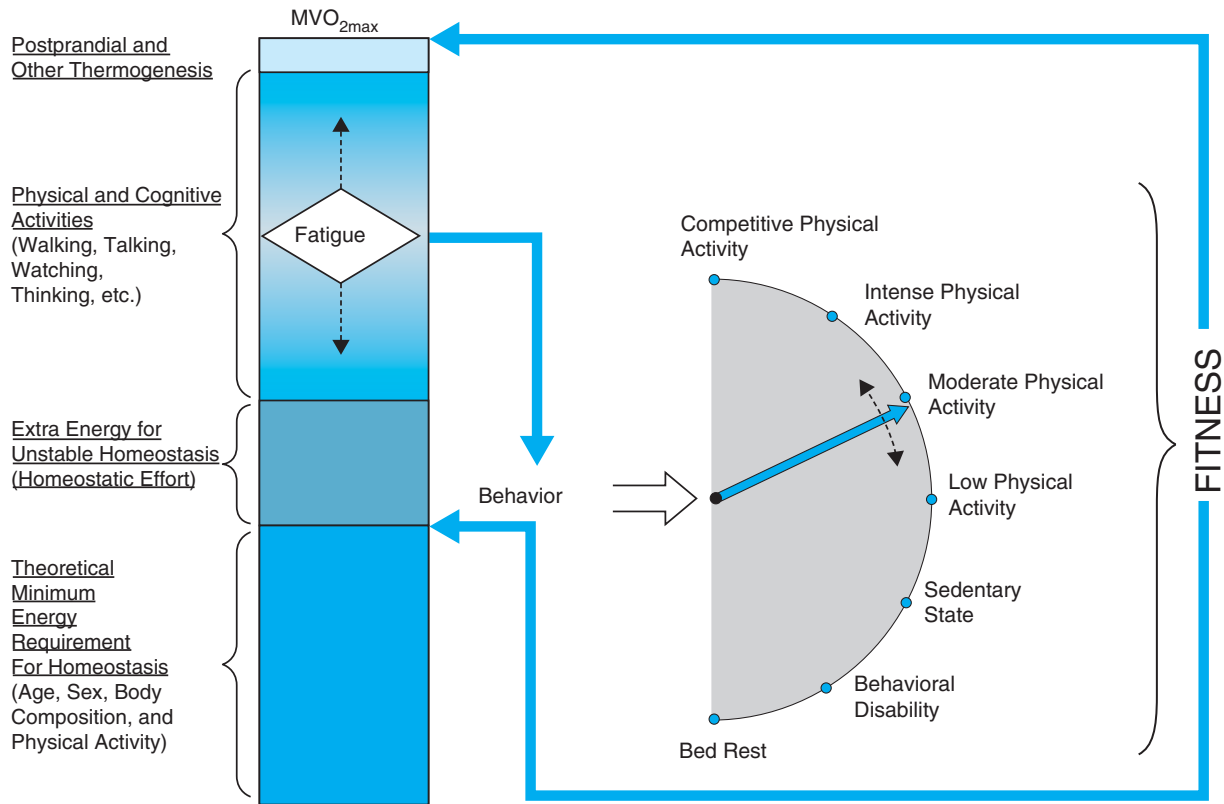 MVO2max
Postprandial and
Other Thermogenesis
Physical and Cognitive
Activities
(Walking, Talking,
Watching,
Thinking, etc.)
Fatigue
Extra Energy for
Unstable Homeostasis
(Homeostatic Effort)
Theoretical
Minimum
Energy
Requirement
For Homeostasis
(Age, Sex, Body
Composition, and
Physical Activity)
Behavior
Competitive Physical
Activity
Intense Physical
Activity
Moderate Physical
Activity
Low Physical
Activity
Sedentary
State
Behavioral
Disability
Bed Rest
FITNESS